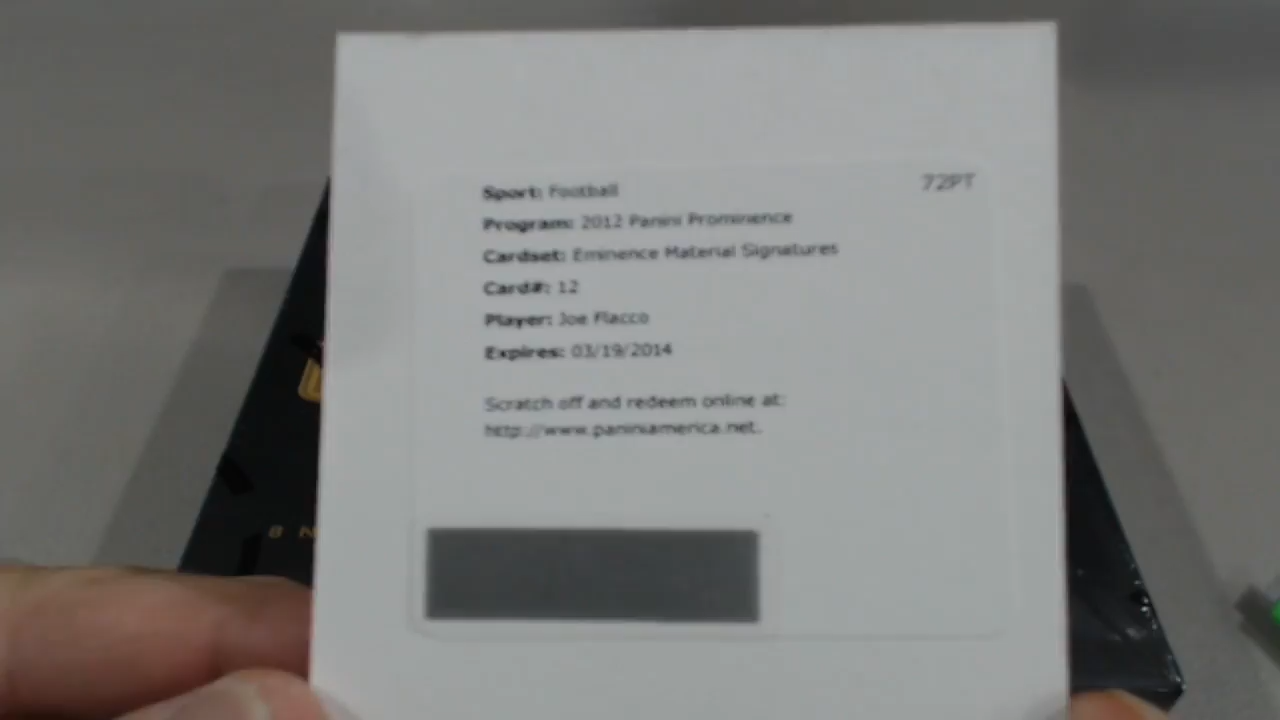 Sport: Football
72PT
Program: 2012 Panini Prominence
Cardset: Eminence Material Signatures
Card#: 12
Player: Joe Flacco
Expires: 03/19/2014
Scratch off and redeem online at:
http://www.paniniamerica.net.
8 N